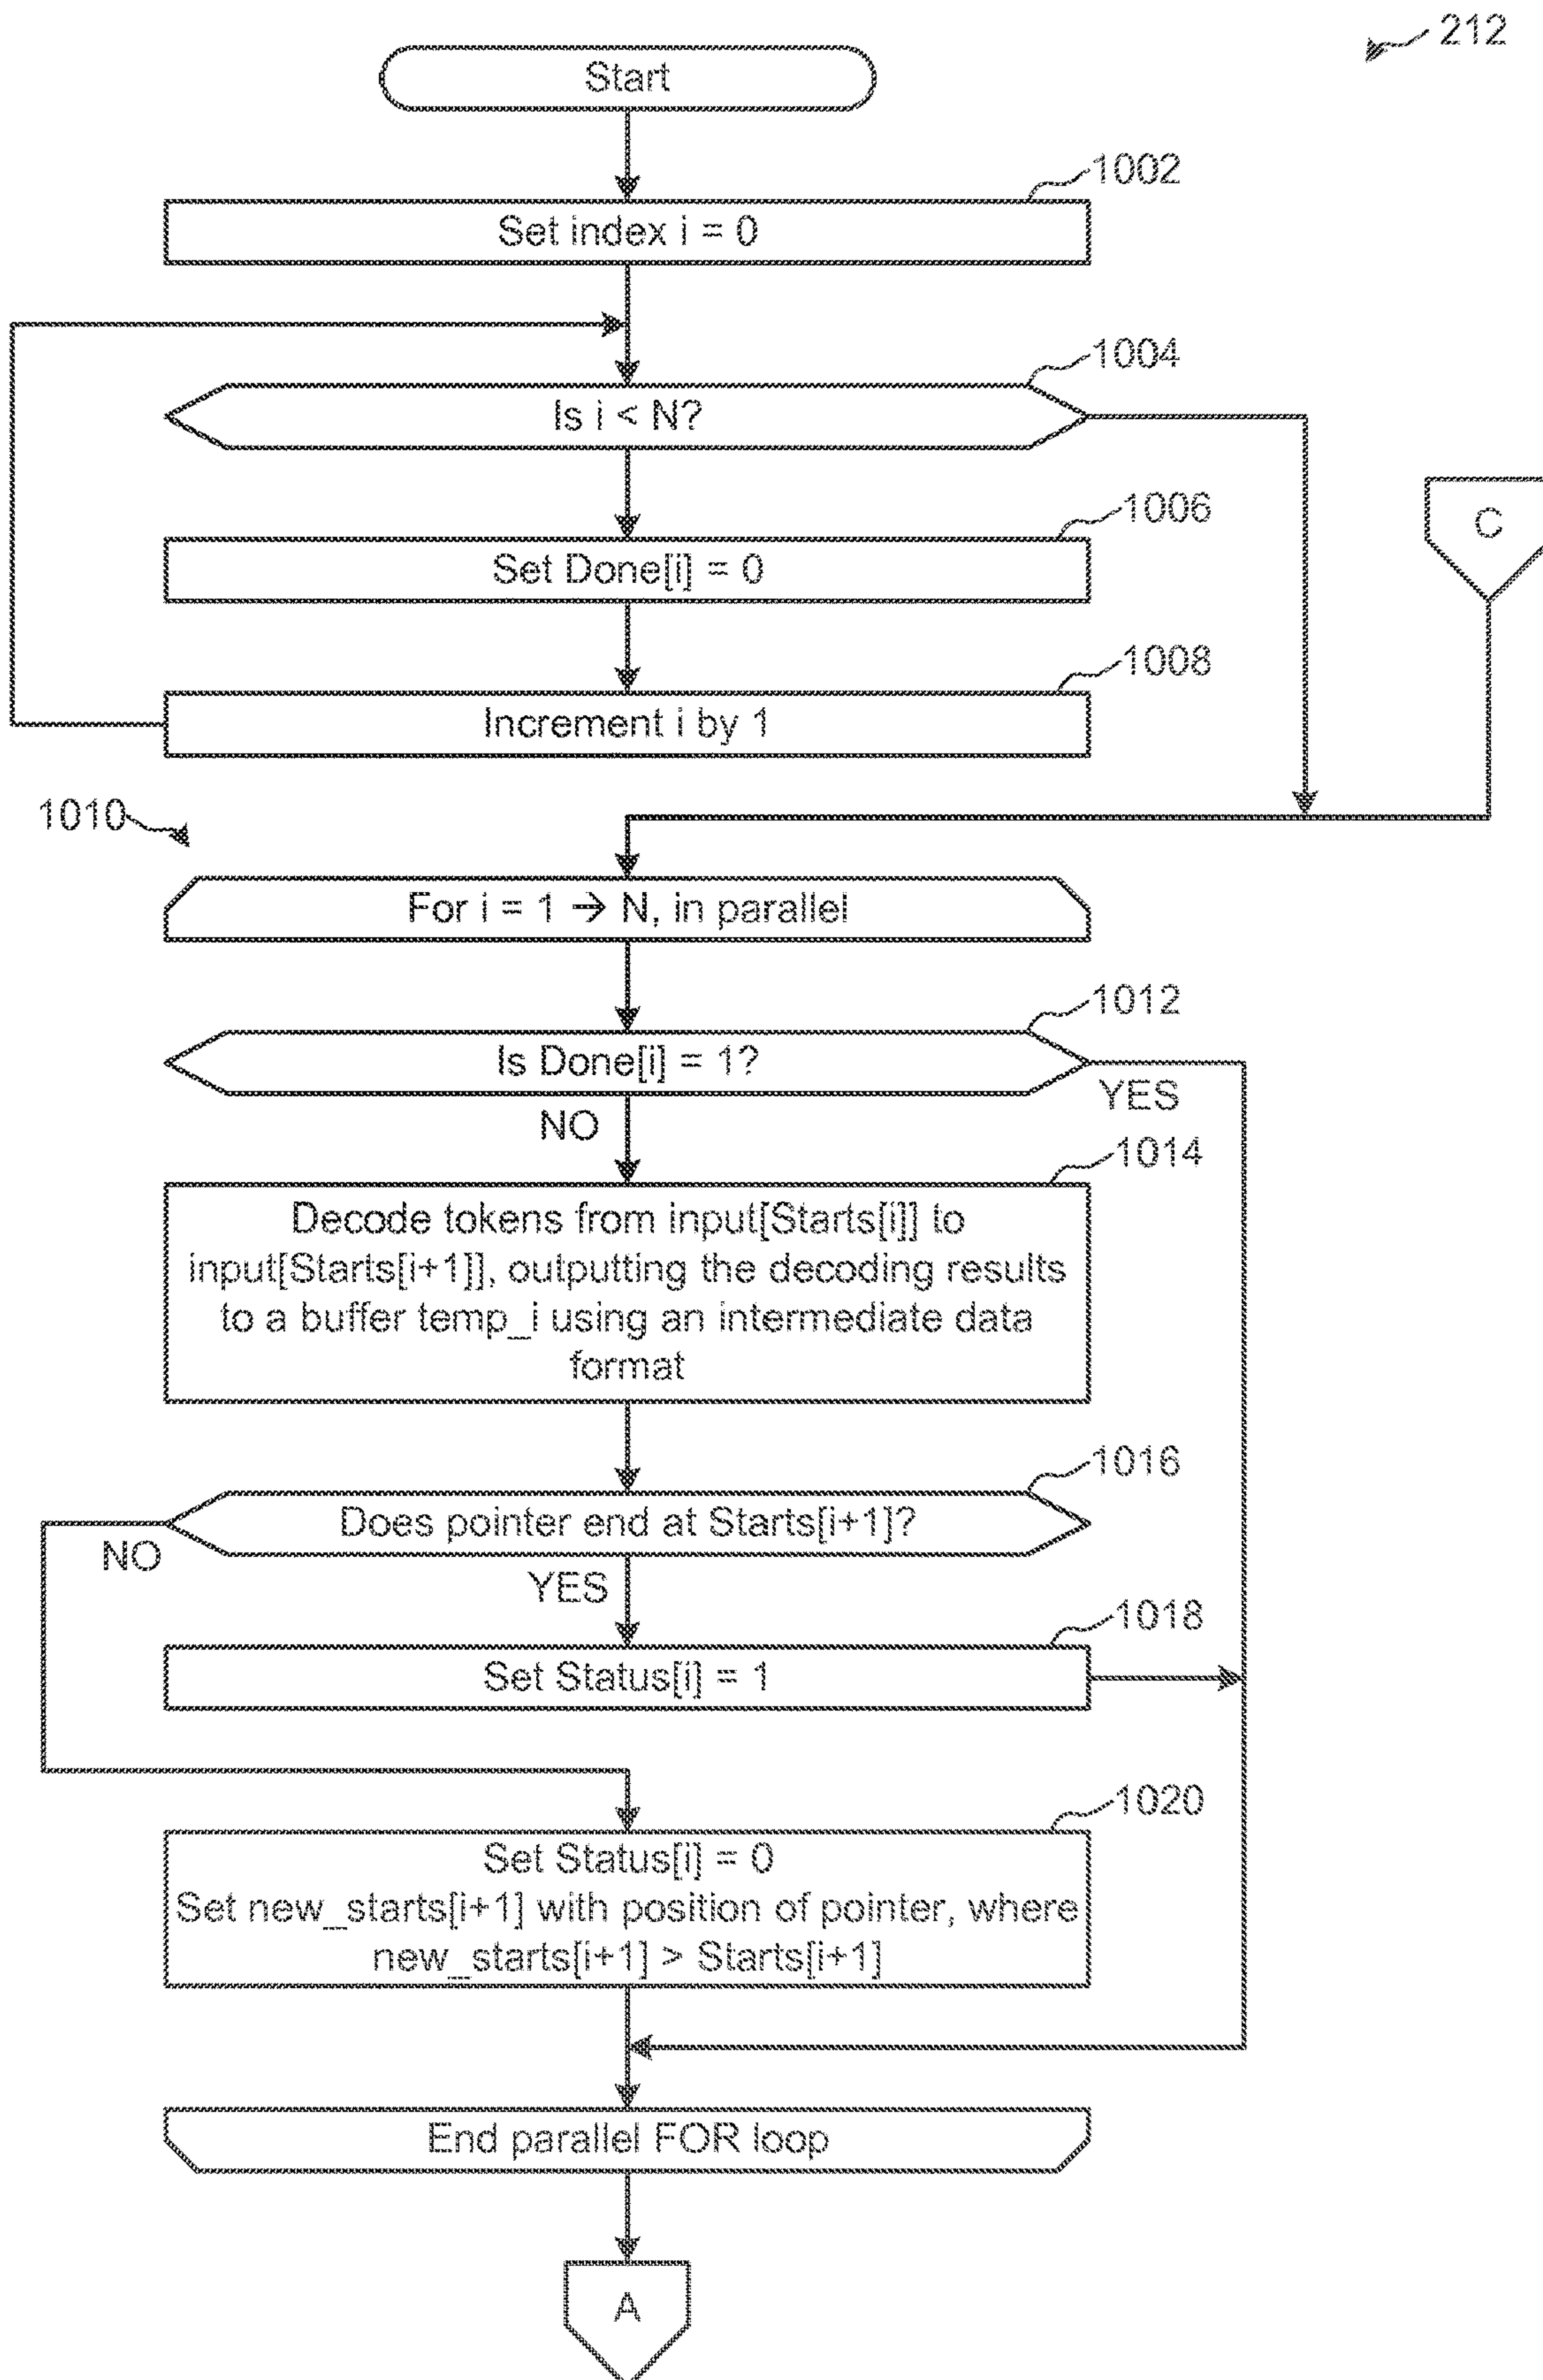 212
Start
1002
Set index i = 0
1004
Is i < N?
1006
Set Done[i] = 0
C
1008
Increment i by 1
1010
For i = 1 → N, in parallel
1012
Is Done[i] = 1?
YES
NO
1014
Decode tokens from input[Starts[i]] to
input[Starts[i+1]], outputting the decoding results
to a buffer temp_i using an intermediate data
format
1016
Does pointer end at Starts[i+1]?
NO
YES
1018
Set Status[i] = 1
1020
Set Status[i] = 0
Set new_starts[i+1] with position of pointer, where
new_starts[i+1] > Starts[i+1]
End parallel FOR loop
A